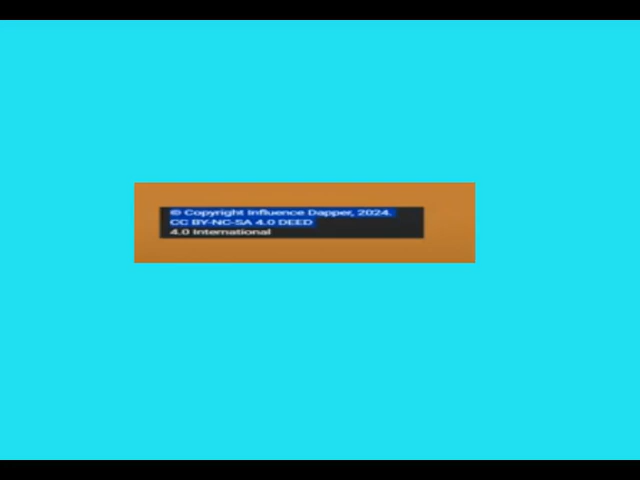 © Copyright Influence Dapper, 2024.
CC BY-NC-SA 4.0 DEED
4.0 International